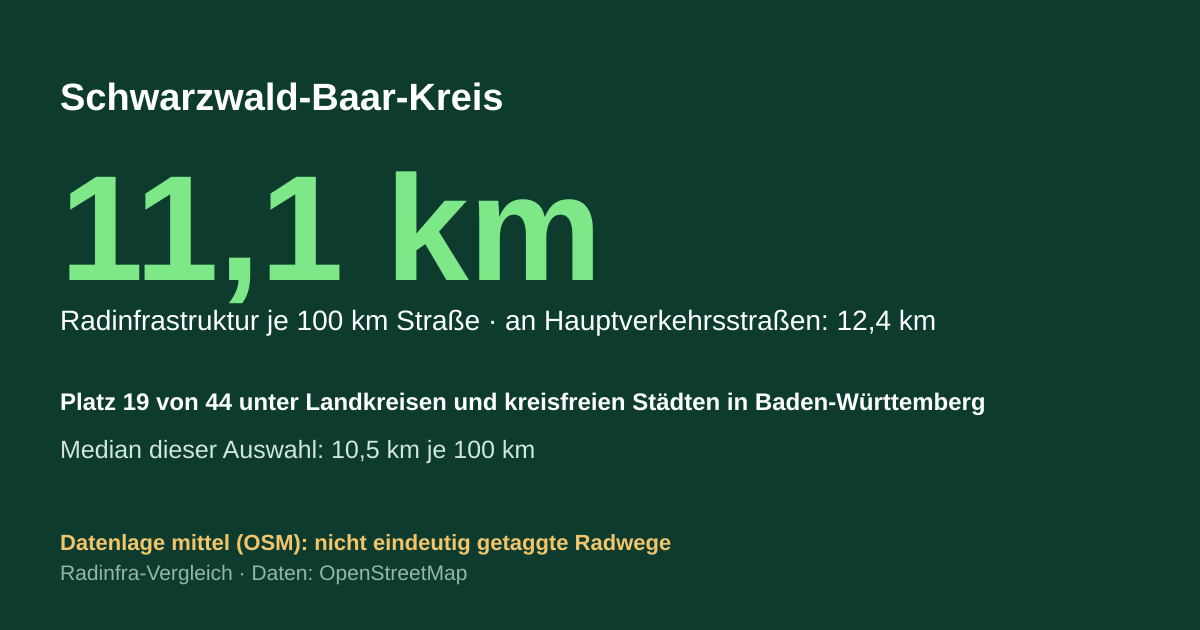 Schwarzwald-Baar-Kreis
11,1 km
Radinfrastruktur je 100 km Straße · an Hauptverkehrsstraßen: 12,4 km
Platz 19 von 44 unter Landkreisen und kreisfreien Städten in Baden-Württemberg
Median dieser Auswahl: 10,5 km je 100 km
Datenlage mittel (OSM): nicht eindeutig getaggte Radwege
Radinfra-Vergleich · Daten: OpenStreetMap